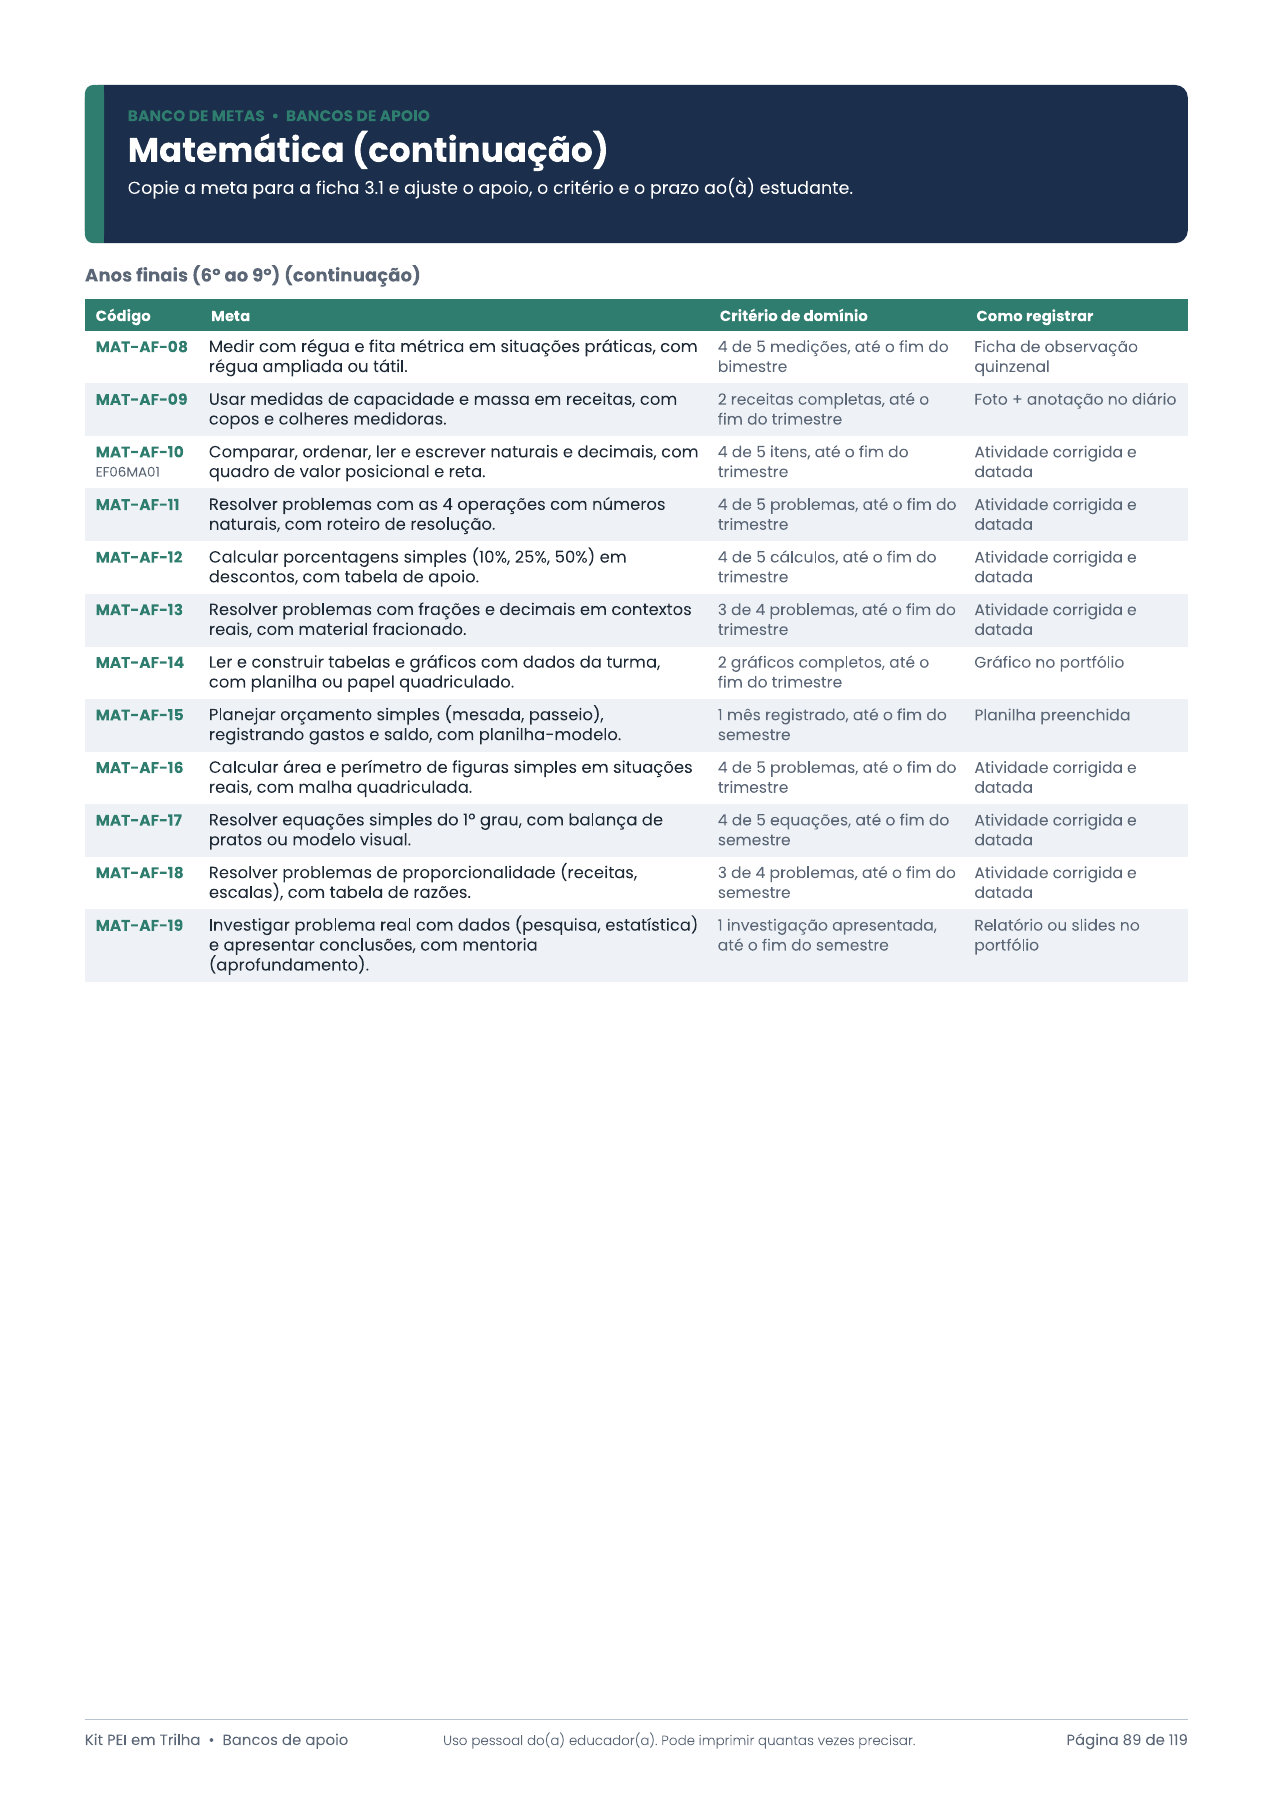 BANCO DE METAS • BANCOS DE APOIO
Matemática (continuação)
Copie a meta para a ficha 3.1 e ajuste o apoio, o critério e o prazo ao(à) estudante.
Anos finais (6º ao 9º) (continuação)
Código Meta Critério de domínio Como registrar
MAT-AF-08 Medir com régua e fita métrica em situações práticas, com 4 de 5 medições, até o fim do Ficha de observação
régua ampliada ou tátil. bimestre quinzenal
MAT-AF-09 Usar medidas de capacidade e massa em receitas, com 2 receitas completas, até o Foto + anotação no diário
copos e colheres medidoras. fim do trimestre
MAT-AF-10 Comparar, ordenar, ler e escrever naturais e decimais, com 4 de 5 itens, até o fim do Atividade corrigida e
EF06MA01 quadro de valor posicional e reta. trimestre datada
MAT-AF-11 Resolver problemas com as 4 operações com números 4 de 5 problemas, até o fim do Atividade corrigida e
naturais, com roteiro de resolução. trimestre datada
MAT-AF-12 Calcular porcentagens simples (10%, 25%, 50%) em 4 de 5 cálculos, até o fim do Atividade corrigida e
descontos, com tabela de apoio. trimestre datada
MAT-AF-13 Resolver problemas com frações e decimais em contextos 3 de 4 problemas, até o fim do Atividade corrigida e
reais, com material fracionado. trimestre datada
MAT-AF-14 Ler e construir tabelas e gráficos com dados da turma, 2 gráficos completos, até o Gráfico no portfólio
com planilha ou papel quadriculado. fim do trimestre
MAT-AF-15 Planejar orçamento simples (mesada, passeio), 1 mês registrado, até o fim do Planilha preenchida
registrando gastos e saldo, com planilha-modelo. semestre
MAT-AF-16 Calcular área e perímetro de figuras simples em situações 4 de 5 problemas, até o fim do Atividade corrigida e
reais, com malha quadriculada. trimestre datada
MAT-AF-17 Resolver equações simples do 1º grau, com balança de 4 de 5 equações, até o fim do Atividade corrigida e
pratos ou modelo visual. semestre datada
MAT-AF-18 Resolver problemas de proporcionalidade (receitas, 3 de 4 problemas, até o fim do Atividade corrigida e
escalas), com tabela de razões. semestre datada
MAT-AF-19 Investigar problema real com dados (pesquisa, estatística) 1 investigação apresentada, Relatório ou slides no
e apresentar conclusões, com mentoria até o fim do semestre portfólio
(aprofundamento).
Kit PEI em Trilha • Bancos de apoio Uso pessoal do(a) educador(a). Pode imprimir quantas vezes precisar. Página 89 de 119